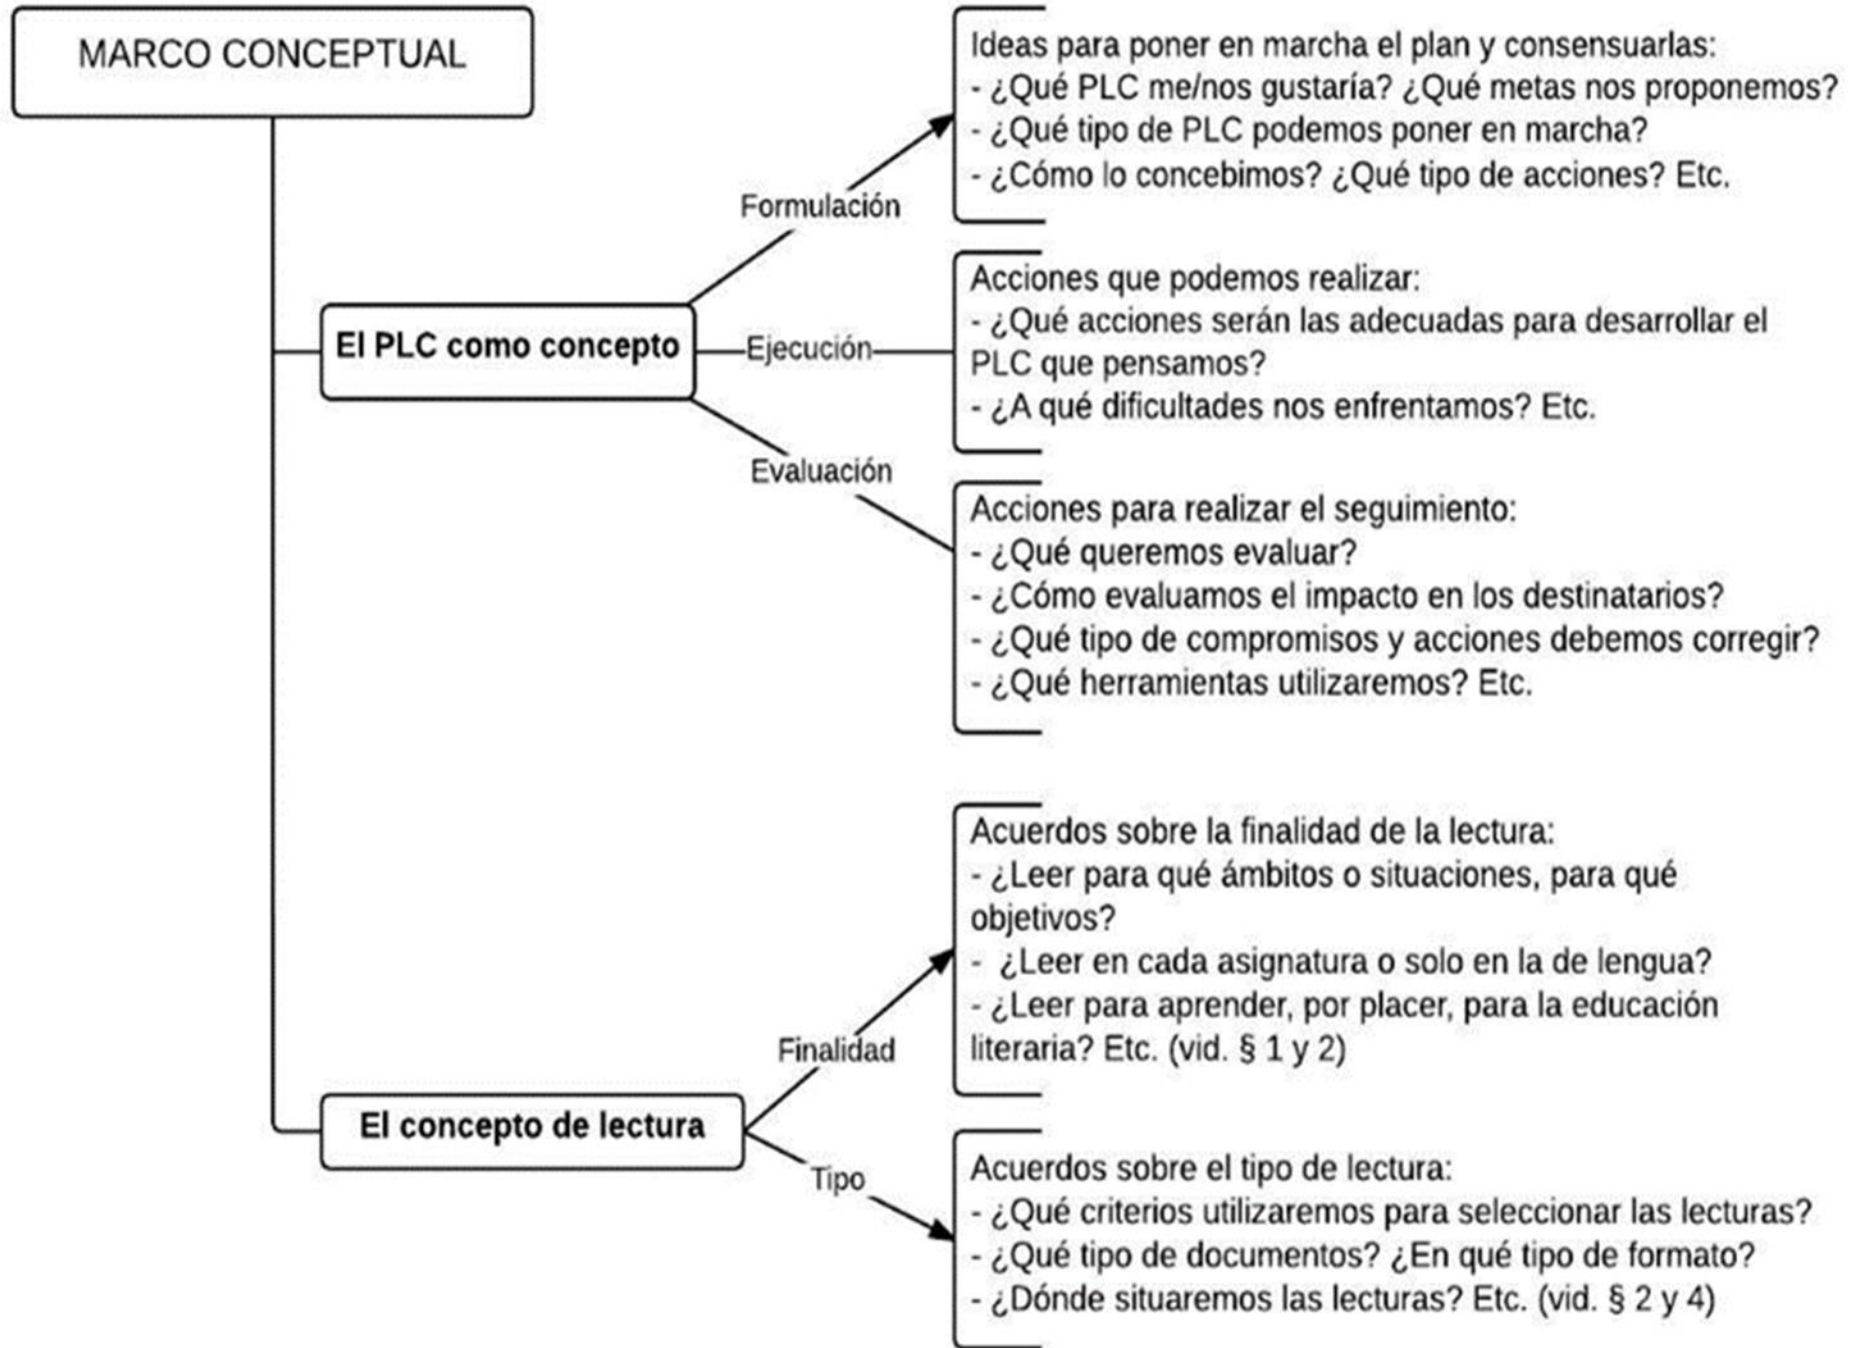 MARCO CONCEPTUAL
El PLC como concepto
Formulación
Ideas para poner en marcha el plan y consensuarlas:
- ¿Qué PLC me/nos gustaría? ¿Qué metas nos proponemos?
- ¿Qué tipo de PLC podemos poner en marcha?
- ¿Cómo lo concebimos? ¿Qué tipo de acciones? Etc.
Ejecución
Acciones que podemos realizar:
- ¿Qué acciones serán las adecuadas para desarrollar el
PLC que pensamos?
- ¿A qué dificultades nos enfrentamos? Etc.
Evaluación
Acciones para realizar el seguimiento:
- ¿Qué queremos evaluar?
- ¿Cómo evaluamos el impacto en los destinatarios?
- ¿Qué tipo de compromisos y acciones debemos corregir?
- ¿Qué herramientas utilizaremos? Etc.
El concepto de lectura
Finalidad
Acuerdos sobre la finalidad de la lectura:
- ¿Leer para qué ámbitos o situaciones, para qué
objetivos?
- ¿Leer en cada asignatura o solo en la de lengua?
- ¿Leer para aprender, por placer, para la educación
literaria? Etc. (vid. § 1 y 2)
Tipo
Acuerdos sobre el tipo de lectura:
- ¿Qué criterios utilizaremos para seleccionar las lecturas?
- ¿Qué tipo de documentos? ¿En qué tipo de formato?
- ¿Dónde situaremos las lecturas? Etc. (vid. § 2 y 4)